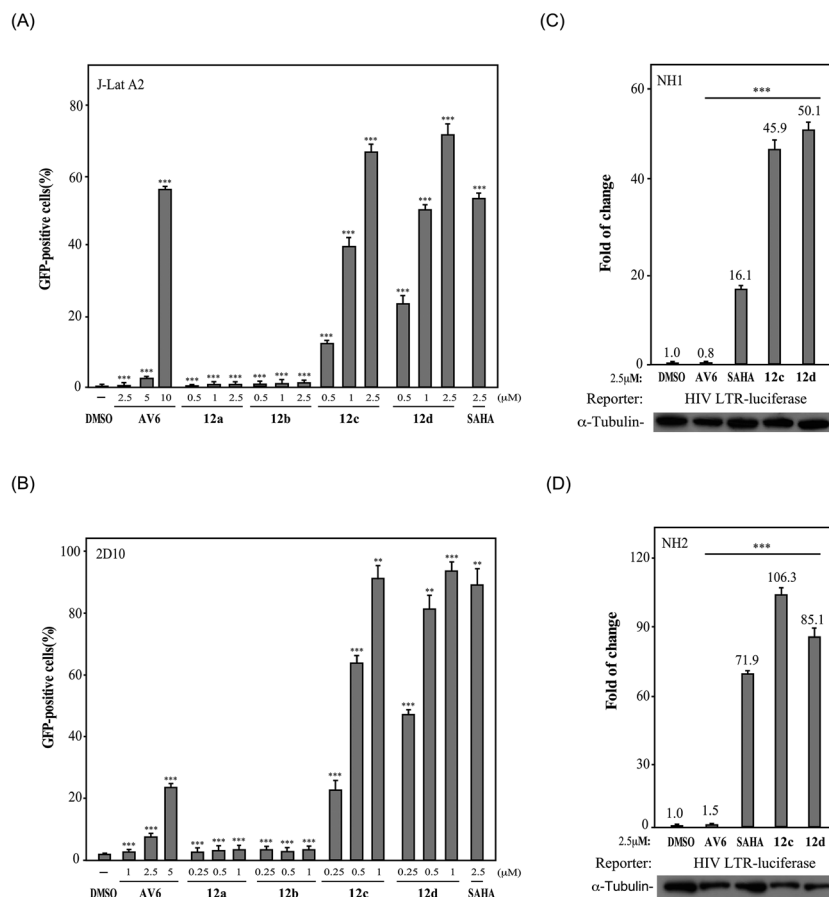 (A)
J-Lat A2
GFP-positive cells(%)
80
60
40
20
0
*** *** *** *** *** *** *** *** *** *** *** *** *** *** *** ***
– 2.5 5 10 0.5 1 2.5 0.5 1 2.5 0.5 1 2.5 0.5 1 2.5 2.5 (μM)
DMSO AV6 12a 12b 12c 12d SAHA
(B)
2D10
GFP-positive cells(%)
100
80
60
40
20
0
*** *** *** *** *** *** *** *** *** *** *** ** *** ** *** **
– 1 2.5 5 0.25 0.5 1 0.25 0.5 1 0.25 0.5 1 0.25 0.5 1 2.5 (μM)
DMSO AV6 12a 12b 12c 12d SAHA
(C)
NH1
***
Fold of change
60
40
20
0
1.0 0.8 16.1 45.9 50.1
2.5μM: DMSO AV6 SAHA 12c 12d
Reporter: HIV LTR-luciferase
α-Tubulin-
(D)
NH2
***
Fold of change
120
90
60
30
0
1.0 1.5 71.9 106.3 85.1
2.5μM: DMSO AV6 SAHA 12c 12d
Reporter: HIV LTR-luciferase
α-Tubulin-